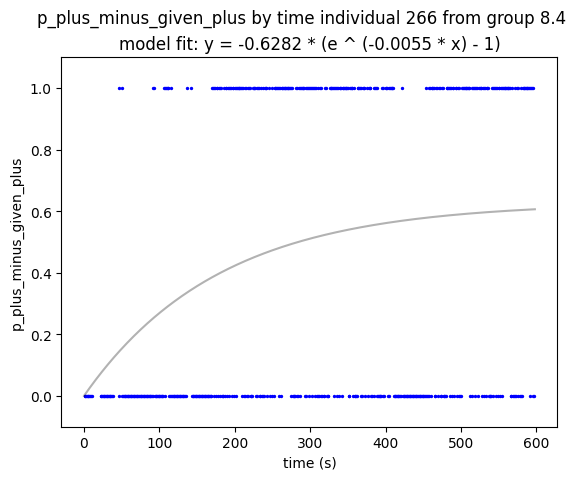 p_plus_minus_given_plus by time individual 266 from group 8.4
model fit: y = -0.6282 * (e ^ (-0.0055 * x) - 1)
1.0
0.8
0.6
0.4
0.2
0.0
p_plus_minus_given_plus
0 100 200 300 400 500 600
time (s)